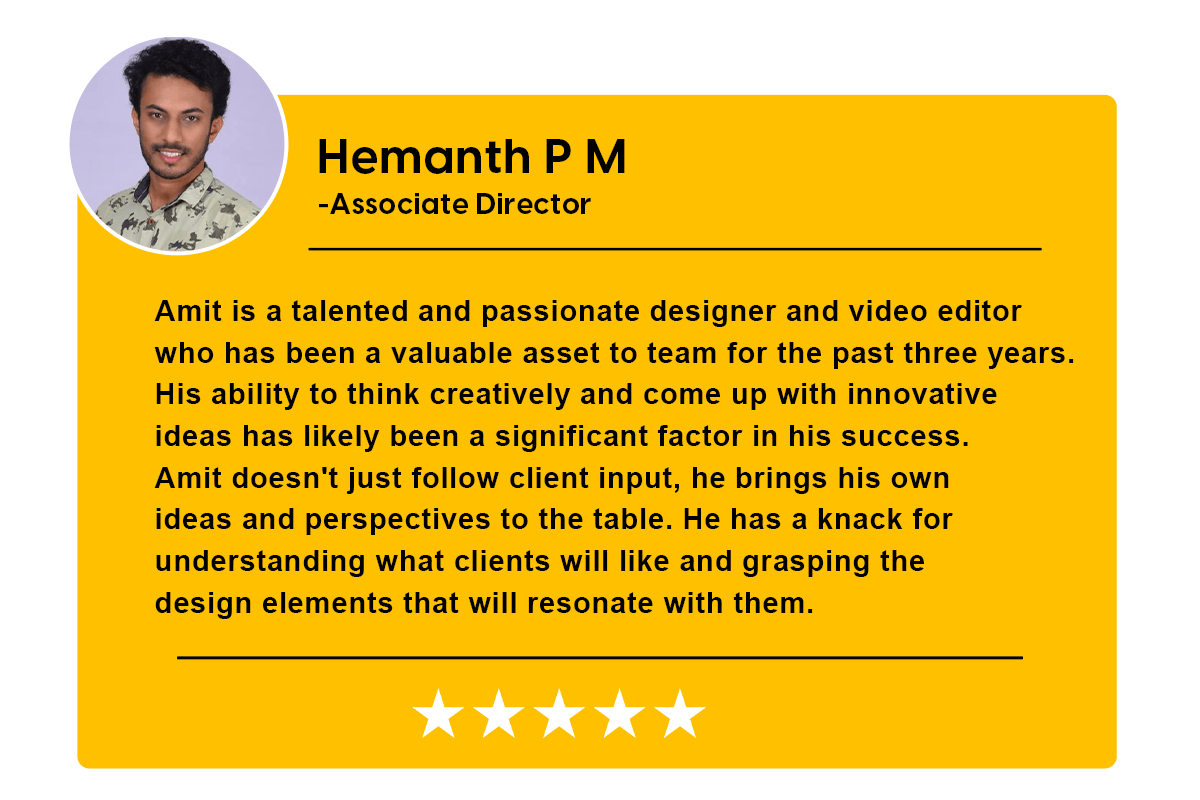 Hemanth P M
-Associate Director
Amit is a talented and passionate designer and video editor
who has been a valuable asset to team for the past three years.
His ability to think creatively and come up with innovative
ideas has likely been a significant factor in his success.
Amit doesn't just follow client input, he brings his own
ideas and perspectives to the table. He has a knack for
understanding what clients will like and grasping the
design elements that will resonate with them.